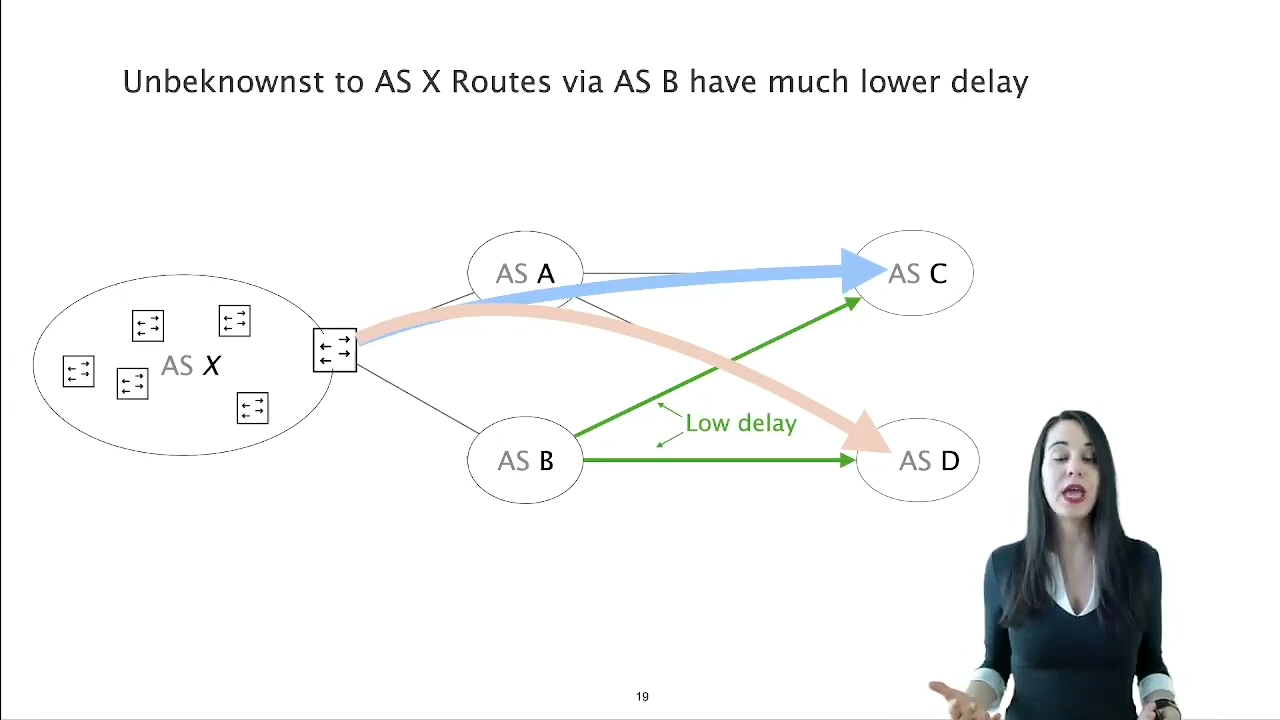 Unbeknownst to AS X Routes via AS B have much lower delay
AS A
AS C
AS X
Low delay
AS B
AS D
19